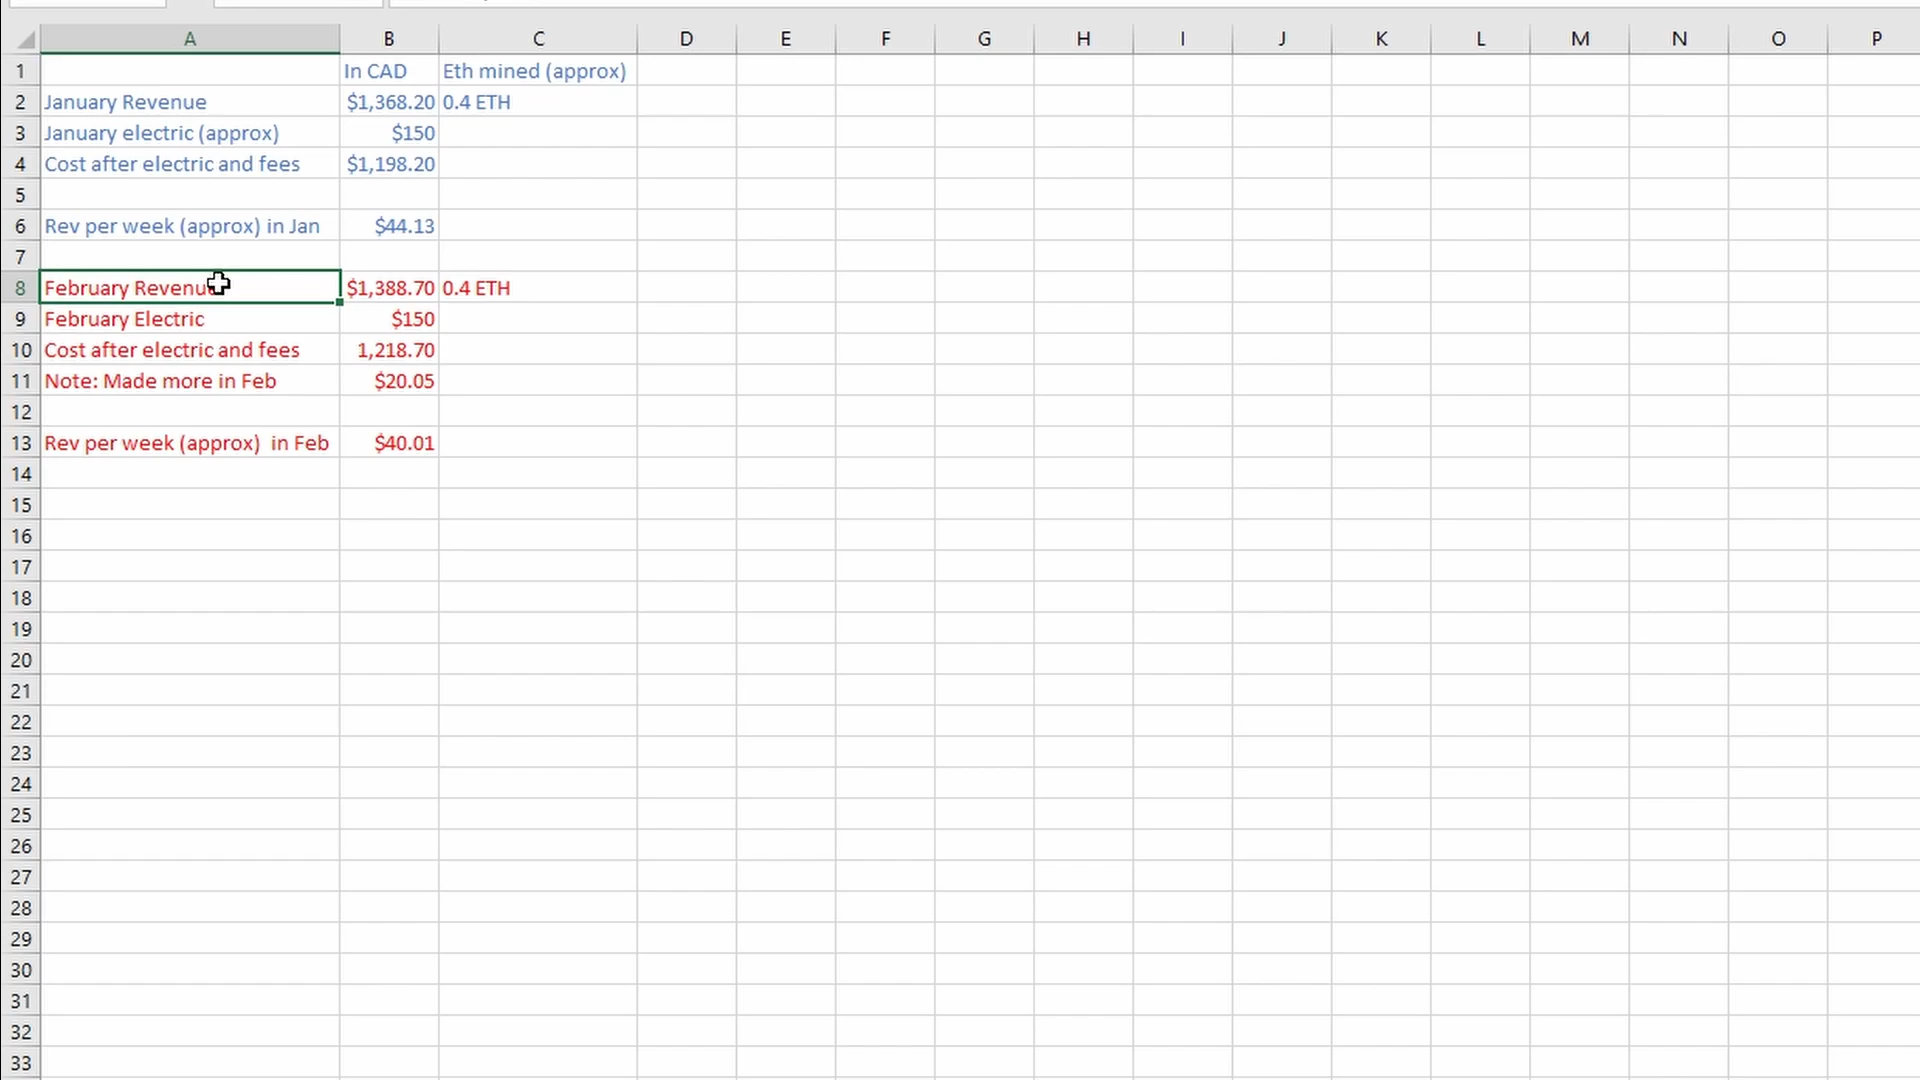 A B C D E F G H I J K L M N O P
1 In CAD Eth mined (approx)
2 January Revenue $1,368.20 0.4 ETH
3 January electric (approx) $150
4 Cost after electric and fees $1,198.20
5
6 Rev per week (approx) in Jan $44.13
7
8 February Revenue $1,388.70 0.4 ETH
9 February Electric $150
10 Cost after electric and fees 1,218.70
11 Note: Made more in Feb $20.05
12
13 Rev per week (approx)  in Feb $40.01
14
15
16
17
18
19
20
21
22
23
24
25
26
27
28
29
30
31
32
33